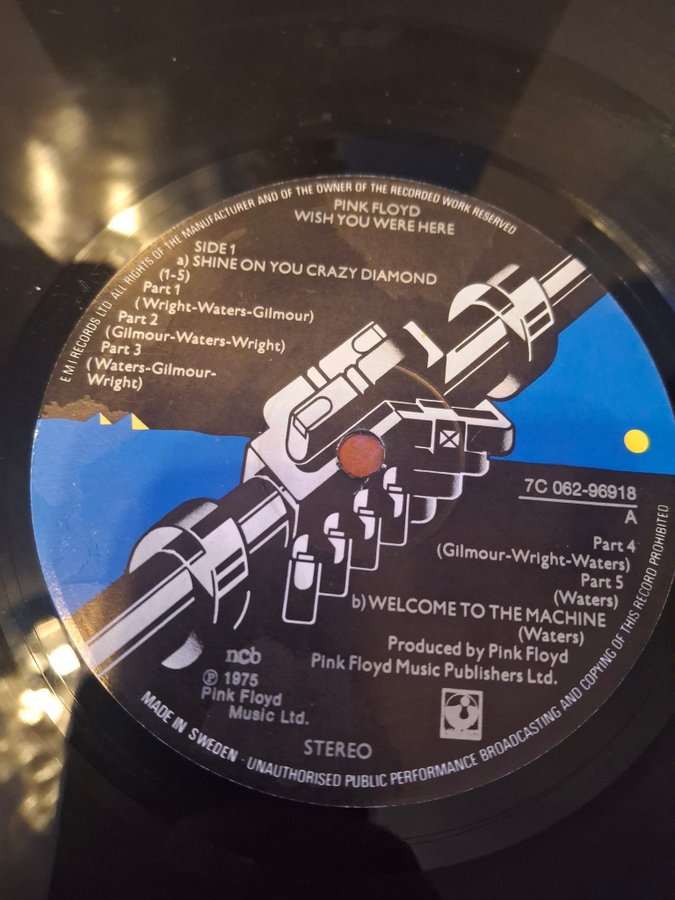 E M I RECORDS LTD ALL RIGHTS OF THE MANUFACTURER AND OF THE OWNER OF THE RECORDED WORK RESERVED
PINK FLOYD
WISH YOU WERE HERE
SIDE 1
a) SHINE ON YOU CRAZY DIAMOND
(1-5)
Part 1
(Wright-Waters-Gilmour)
Part 2
(Gilmour-Waters-Wright)
Part 3
(Waters-Gilmour-
Wright)
7C 062-96918
A
Part 4
(Gilmour-Wright-Waters)
Part 5
(Waters)
b) WELCOME TO THE MACHINE
(Waters)
Produced by Pink Floyd
Pink Floyd Music Publishers Ltd.
ncb
Ⓟ 1975
Pink Floyd
Music Ltd.
STEREO
MADE IN SWEDEN · UNAUTHORISED PUBLIC PERFORMANCE BROADCASTING AND COPYING OF THIS RECORD PROHIBITED